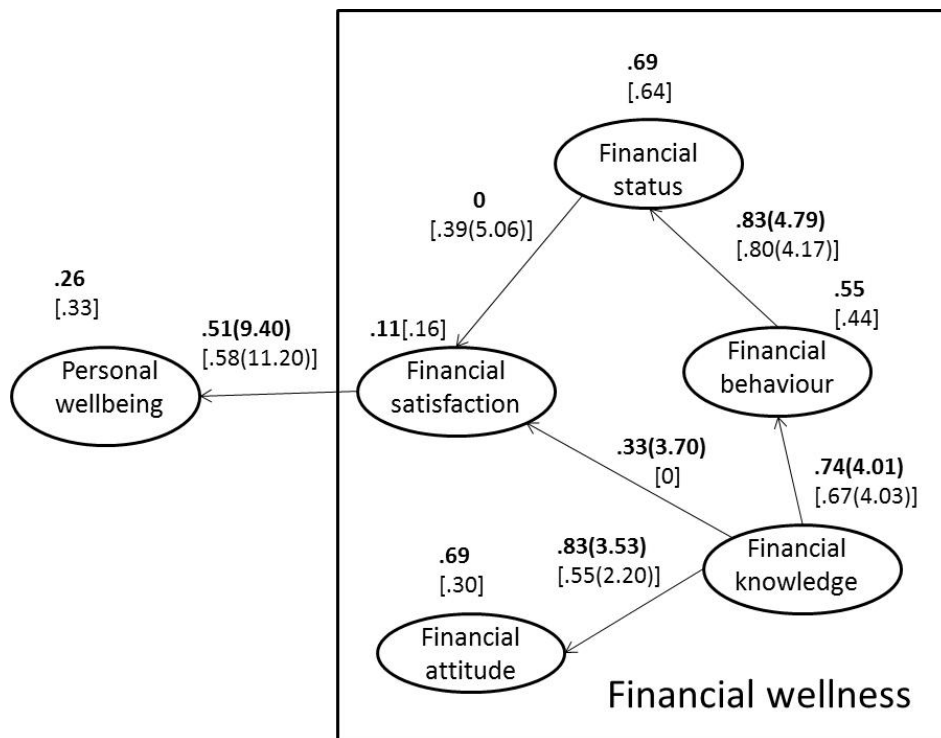 .69
[.64]
Financial
status
0
[.39(5.06)]
.83(4.79)
[.80(4.17)]
.26
[.33]
.51(9.40)
[.58(11.20)]
.11[.16]
.55
[.44]
Personal
wellbeing
Financial
satisfaction
Financial
behaviour
.33(3.70)
[0]
.74(4.01)
[.67(4.03)]
.69
[.30]
.83(3.53)
[.55(2.20)]
Financial
knowledge
Financial
attitude
Financial wellness